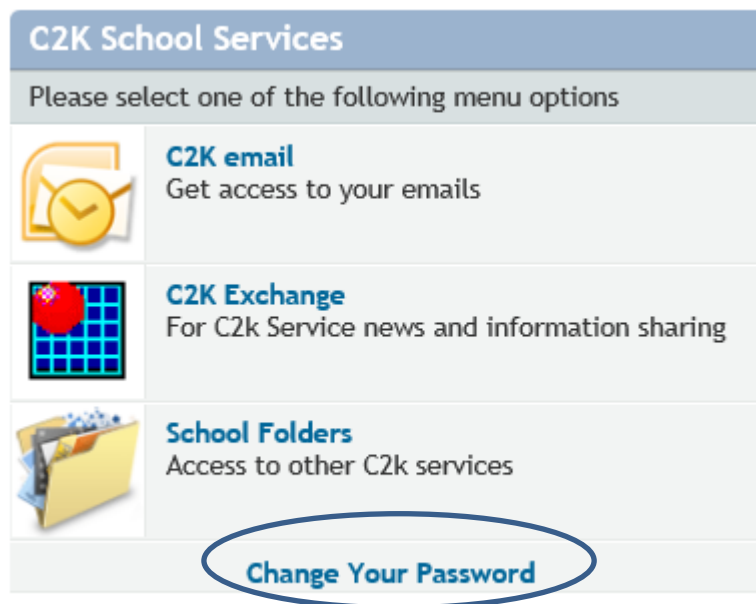 C2K School Services
Please select one of the following menu options
C2K email
Get access to your emails
C2K Exchange
For C2k Service news and information sharing
School Folders
Access to other C2k services
Change Your Password